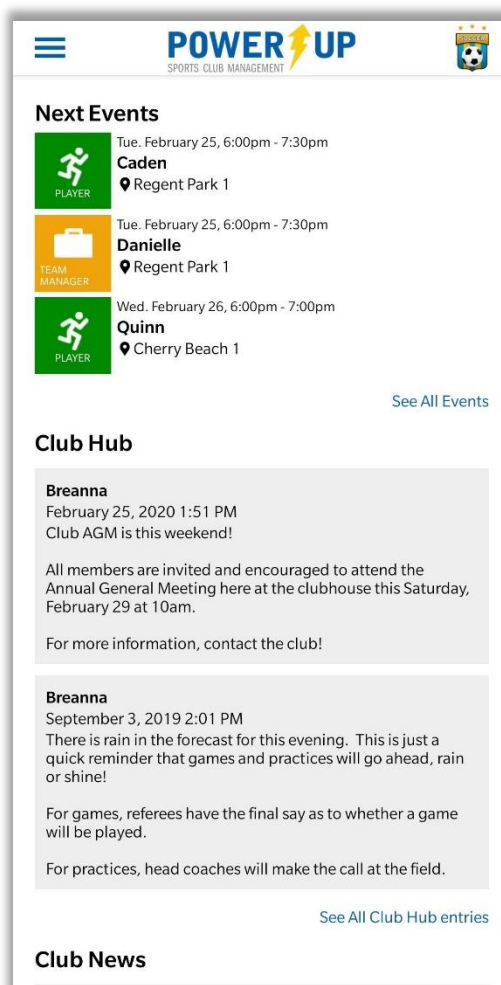 POWER UP
SPORTS CLUB MANAGEMENT
SOCCER
Next Events
Tue. February 25, 6:00pm - 7:30pm
Caden
Regent Park 1
PLAYER
Tue. February 25, 6:00pm - 7:30pm
Danielle
Regent Park 1
TEAM
MANAGER
Wed. February 26, 6:00pm - 7:00pm
Quinn
Cherry Beach 1
PLAYER
See All Events
Club Hub
Breanna
February 25, 2020 1:51 PM
Club AGM is this weekend!
All members are invited and encouraged to attend the
Annual General Meeting here at the clubhouse this Saturday,
February 29 at 10am.
For more information, contact the club!
Breanna
September 3, 2019 2:01 PM
There is rain in the forecast for this evening.  This is just a
quick reminder that games and practices will go ahead, rain
or shine!
For games, referees have the final say as to whether a game
will be played.
For practices, head coaches will make the call at the field.
See All Club Hub entries
Club News